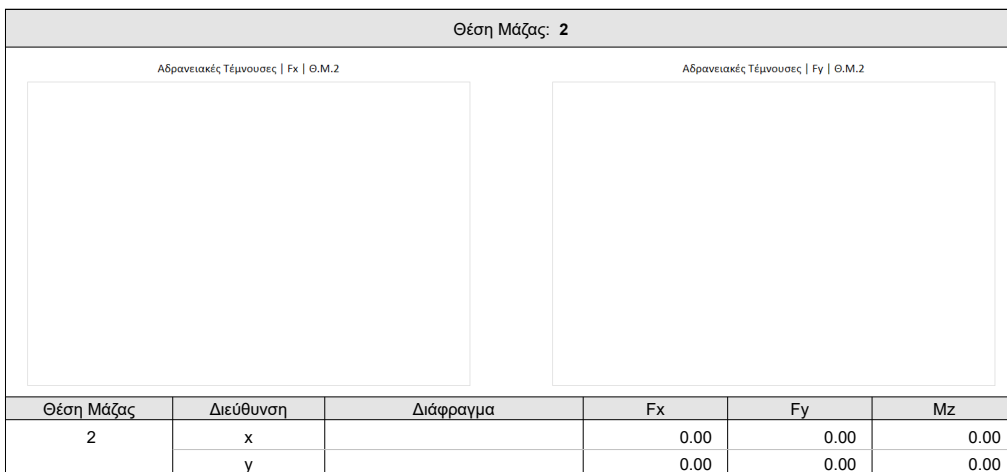 Θέση Μάζας: 2
Αδρανειακές Τέμνουσες | Fx | Θ.Μ.2 Αδρανειακές Τέμνουσες | Fy | Θ.Μ.2
Θέση Μάζας Διεύθυνση Διάφραγμα Fx Fy Mz
2 x 0.00 0.00 0.00
y 0.00 0.00 0.00